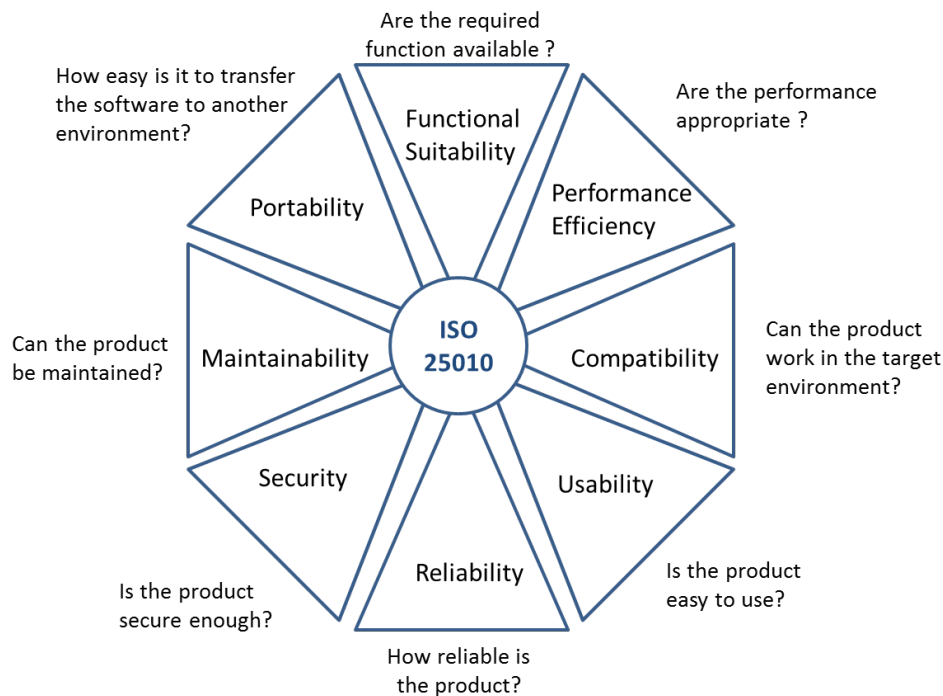 Are the required
function available ?
How easy is it to transfer
the software to another
environment?
Are the performance
appropriate ?
Functional
Suitability
Portability
Performance
Efficiency
ISO
25010
Can the product
be maintained?
Maintainability
Compatibility
Can the product
work in the target
environment?
Security
Usability
Reliability
Is the product
secure enough?
Is the product
easy to use?
How reliable is
the product?